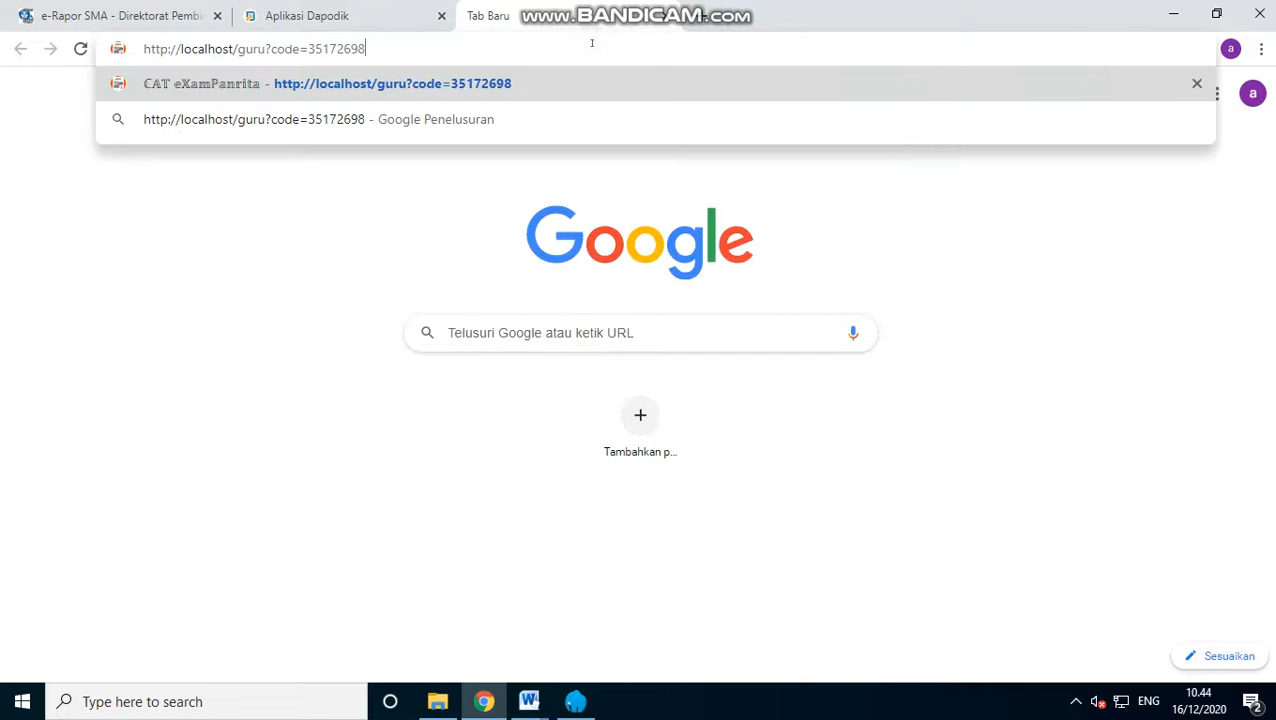 e-Rapor SMA - Direktorat Pembi
Aplikasi Dapodik
Tab Baru
WWW.BANDICAM.COM
http://localhost/guru?code=35172698
a
CAT eXamPanrita - http://localhost/guru?code=35172698
a
http://localhost/guru?code=35172698 - Google Penelusuran
Google
Telusuri Google atau ketik URL
Tambahkan p...
Sesuaikan
Type here to search
W
ENG
10.44
16/12/2020
2